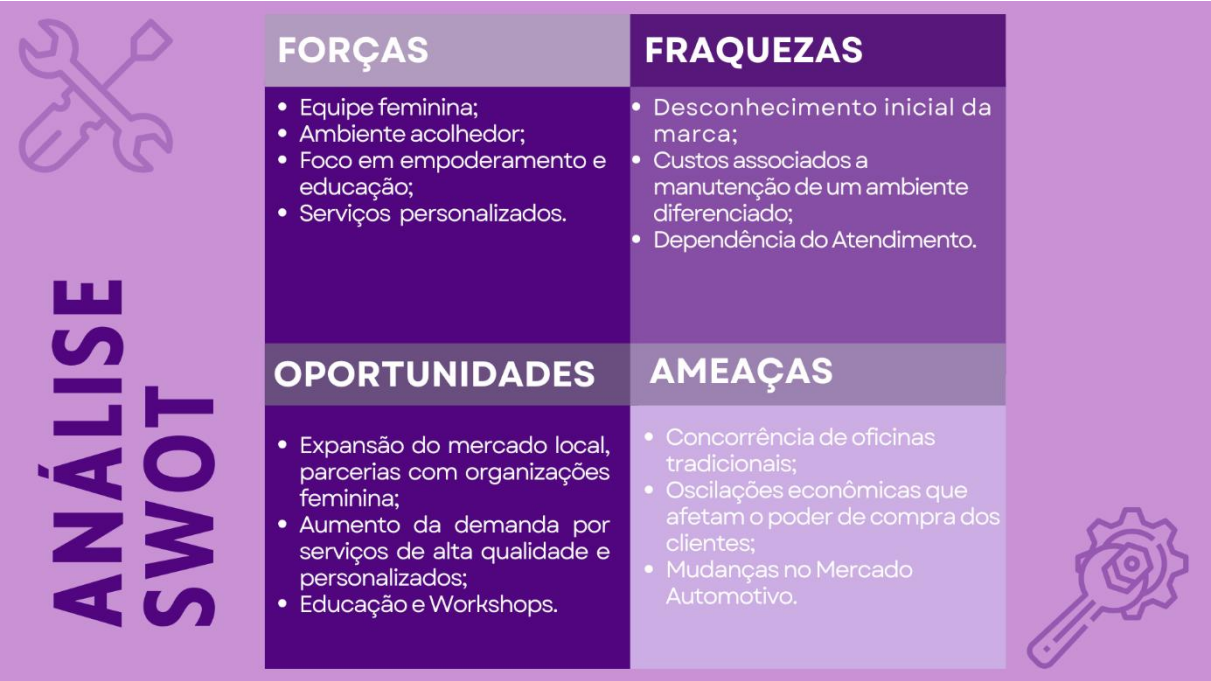 ANÁLISE
SWOT
FORÇAS
• Equipe feminina;
• Ambiente acolhedor;
• Foco em empoderamento e
educação;
• Serviços personalizados.
FRAQUEZAS
• Desconhecimento inicial da
marca;
• Custos associados a
manutenção de um ambiente
diferenciado;
• Dependência do Atendimento.
OPORTUNIDADES
• Expansão do mercado local,
parcerias com organizações
feminina;
• Aumento da demanda por
serviços de alta qualidade e
personalizados;
• Educação e Workshops.
AMEAÇAS
• Concorrência de oficinas
tradicionais;
• Oscilações econômicas que
afetam o poder de compra dos
clientes;
• Mudanças no Mercado
Automotivo.